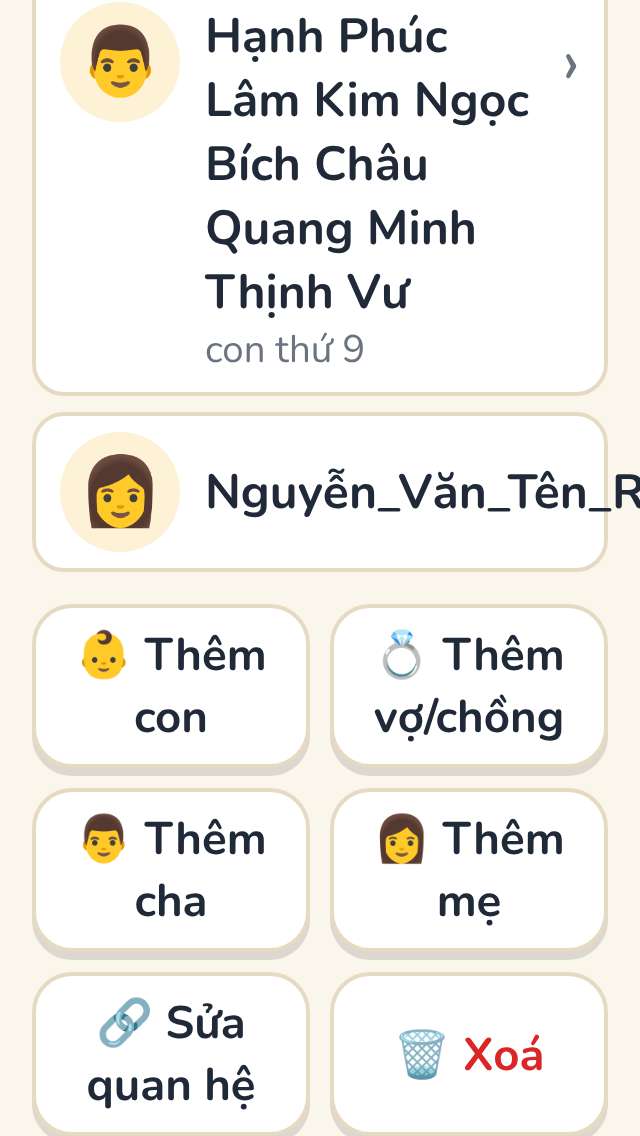 Hạnh Phúc
Lâm Kim Ngọc
Bích Châu
Quang Minh
Thịnh Vư
con thứ 9
Nguyễn_Văn_Tên_R
Thêm
con
Thêm
vợ/chồng
Thêm
cha
Thêm
mẹ
Sửa
quan hệ
Xoá